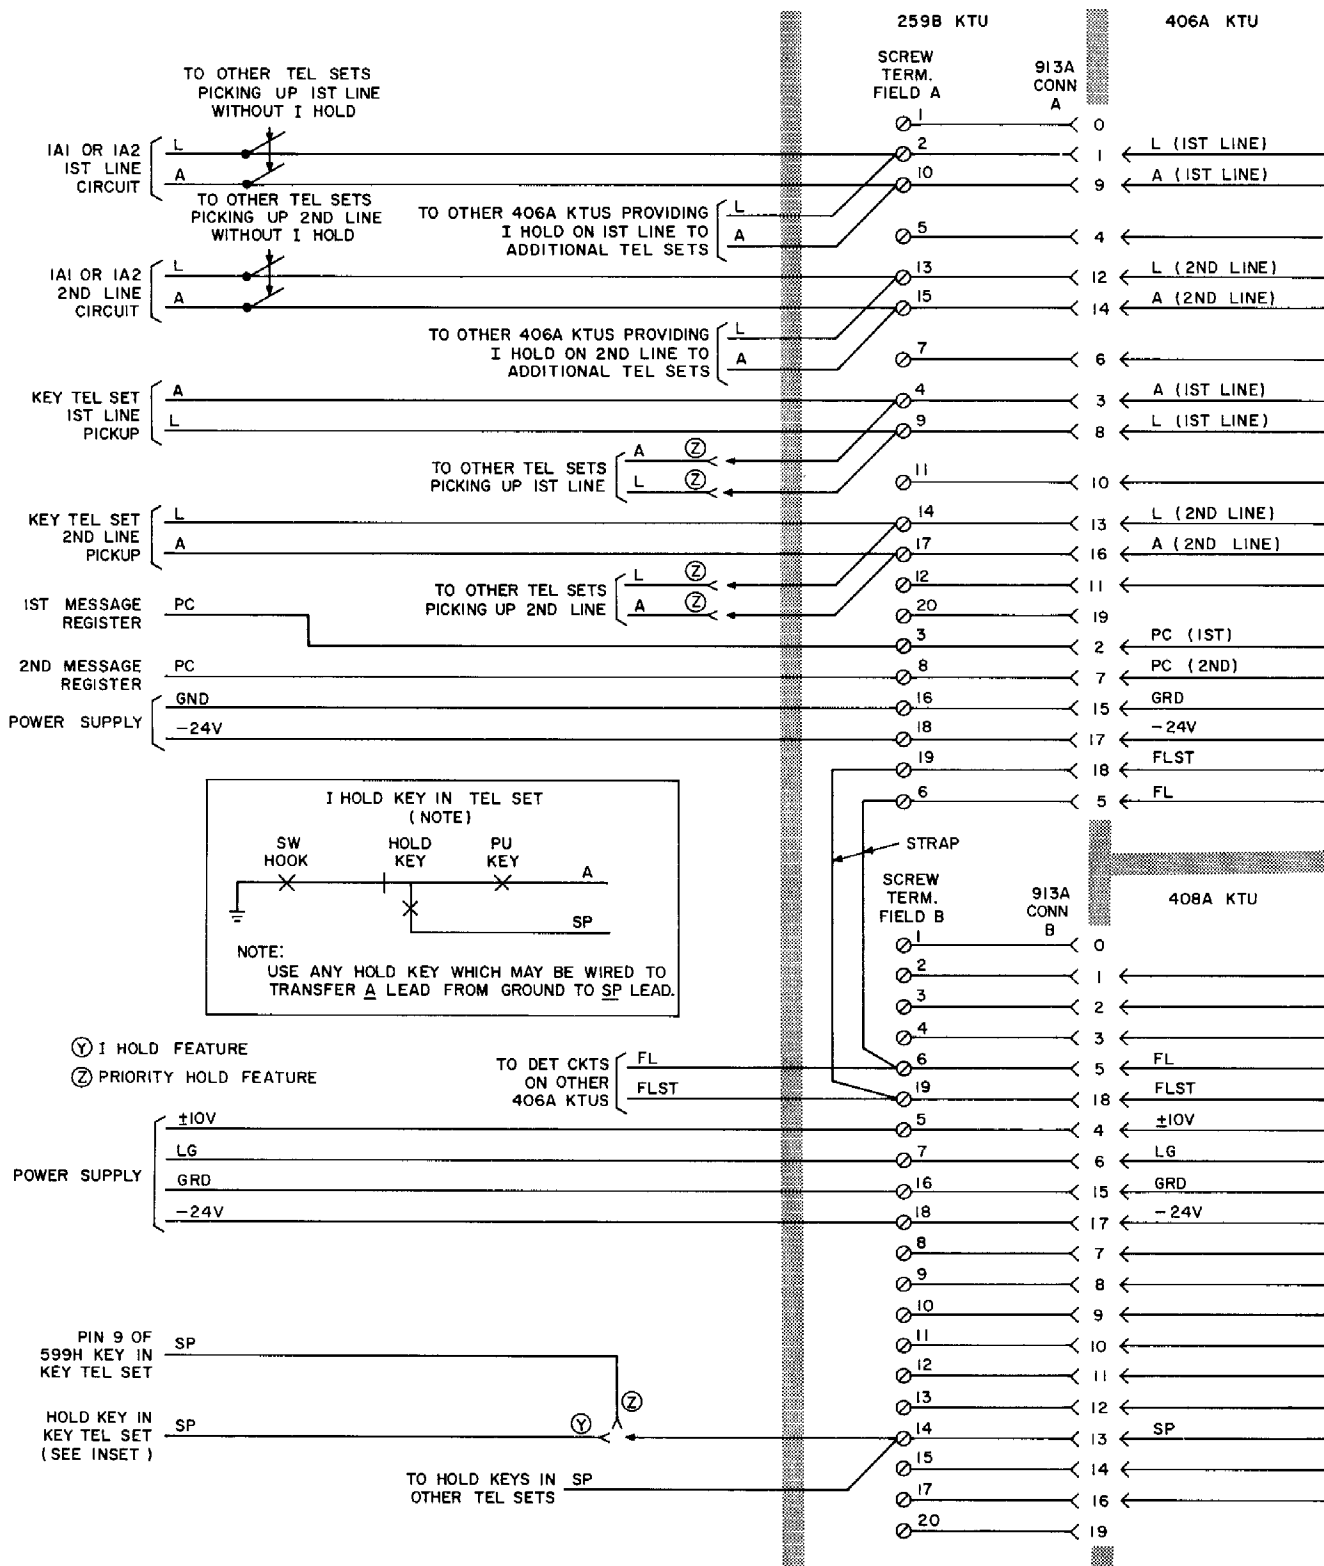 259B KTU
406A KTU
SCREW
TERM.
FIELD A
913A
CONN
A
TO OTHER TEL SETS
PICKING UP IST LINE
WITHOUT I HOLD
1 0
IAI OR IA2
IST LINE
CIRCUIT
L 2 1 L (IST LINE)
A 10 9 A (IST LINE)
TO OTHER TEL SETS
PICKING UP 2ND LINE
WITHOUT I HOLD
TO OTHER 406A KTUS PROVIDING
I HOLD ON IST LINE TO
ADDITIONAL TEL SETS
L
A
5 4
IAI OR IA2
2ND LINE
CIRCUIT
L 13 12 L (2ND LINE)
A 15 14 A (2ND LINE)
TO OTHER 406A KTUS PROVIDING
I HOLD ON 2ND LINE TO
ADDITIONAL TEL SETS
L
A
7 6
KEY TEL SET
IST LINE
PICKUP
A 4 3 A (IST LINE)
L 9 8 L (IST LINE)
TO OTHER TEL SETS
PICKING UP IST LINE
A Z
L Z
11 10
KEY TEL SET
2ND LINE
PICKUP
L 14 13 L (2ND LINE)
A 17 16 A (2ND LINE)
TO OTHER TEL SETS
PICKING UP 2ND LINE
L Z
A Z
12 11
20 19
IST MESSAGE
REGISTER
PC 3 2 PC (IST)
2ND MESSAGE
REGISTER
PC 8 7 PC (2ND)
POWER SUPPLY
GND 16 15 GRD
-24V 18 17 -24V
19 18 FLST
6 5 FL
I HOLD KEY IN TEL SET
(NOTE)
SW
HOOK
HOLD
KEY
PU
KEY
A
SP
NOTE:
USE ANY HOLD KEY WHICH MAY BE WIRED TO
TRANSFER A LEAD FROM GROUND TO SP LEAD.
STRAP
SCREW
TERM.
FIELD B
913A
CONN
B
408A KTU
1 0
2 1
3 2
4 3
Y I HOLD FEATURE
Z PRIORITY HOLD FEATURE
TO DET CKTS
ON OTHER
406A KTUS
FL 6 5 FL
FLST 19 18 FLST
POWER SUPPLY
±10V 5 4 ±10V
LG 7 6 LG
GRD 16 15 GRD
-24V 18 17 -24V
8 7
9 8
10 9
11 10
12 11
13 12
PIN 9 OF
599H KEY IN
KEY TEL SET
SP
Z
HOLD KEY IN
KEY TEL SET
(SEE INSET)
SP Y 14 13 SP
15 14
TO HOLD KEYS IN
OTHER TEL SETS
SP
17 16
20 19